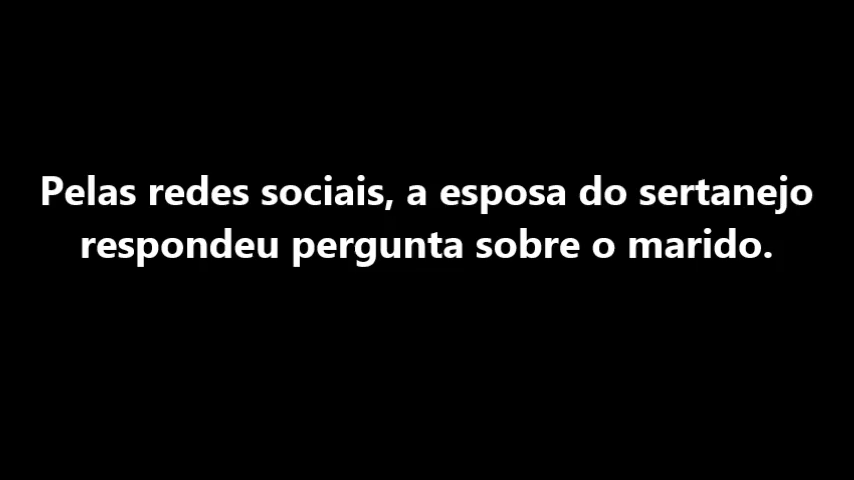 Pelas redes sociais, a esposa do sertanejo
respondeu pergunta sobre o marido.